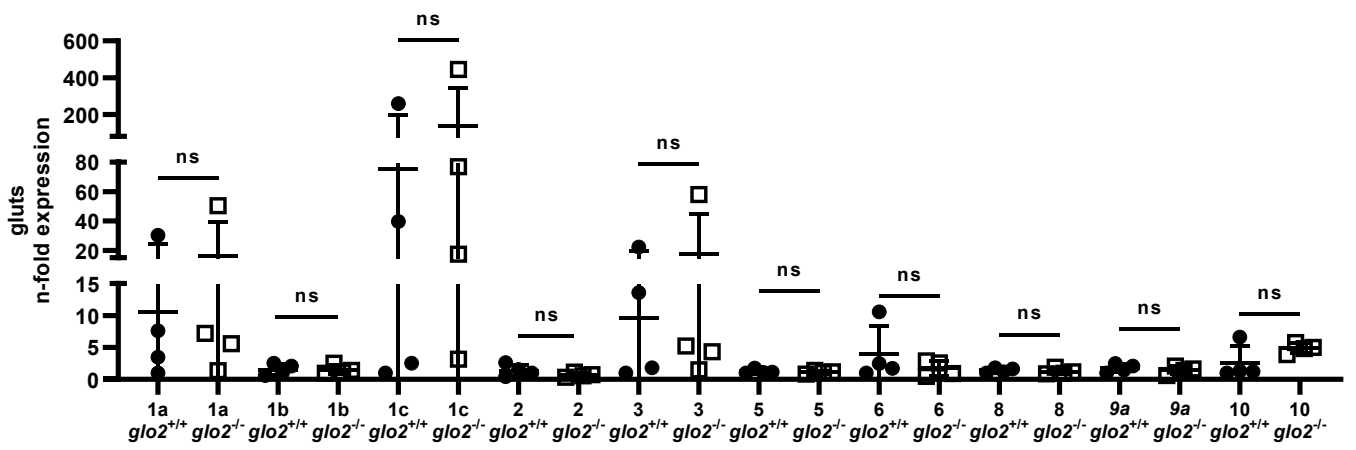 gluts
n-fold expression
600
400
200
80
60
40
20
15
10
5
0
ns
ns
ns
ns
ns
ns
ns
ns
ns
ns
1a 1a 1b 1b 1c 1c 2 2 3 3 5 5 6 6 8 8 9a 9a 10 10
glo2+/+ glo2-/- glo2+/+ glo2-/- glo2+/+ glo2-/- glo2+/+ glo2-/- glo2+/+ glo2-/- glo2+/+ glo2-/- glo2+/+ glo2-/- glo2+/+ glo2-/- glo2+/+ glo2-/- glo2+/+ glo2-/-